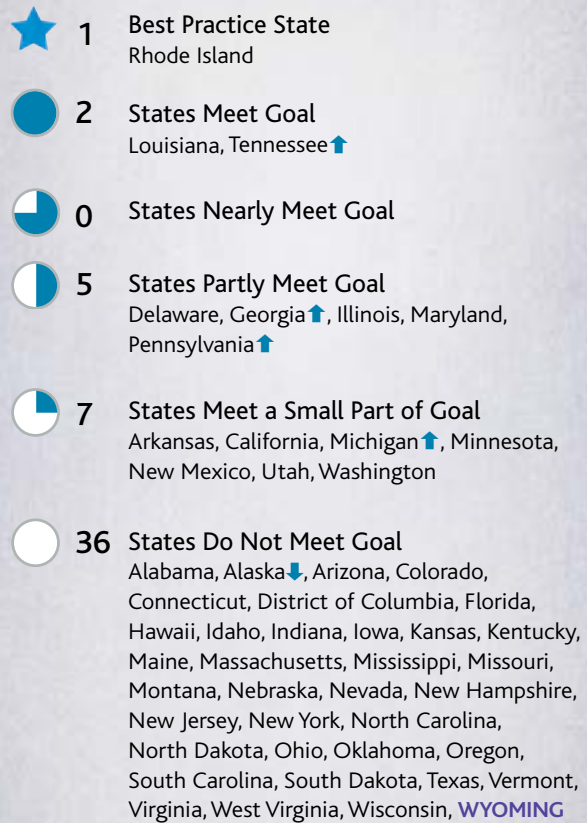 1 Best Practice State
Rhode Island
2 States Meet Goal
Louisiana, Tennessee⬆
0 States Nearly Meet Goal
5 States Partly Meet Goal
Delaware, Georgia⬆, Illinois, Maryland,
Pennsylvania⬆
7 States Meet a Small Part of Goal
Arkansas, California, Michigan⬆, Minnesota,
New Mexico, Utah, Washington
36 States Do Not Meet Goal
Alabama, Alaska⬇, Arizona, Colorado,
Connecticut, District of Columbia, Florida,
Hawaii, Idaho, Indiana, Iowa, Kansas, Kentucky,
Maine, Massachusetts, Mississippi, Missouri,
Montana, Nebraska, Nevada, New Hampshire,
New Jersey, New York, North Carolina,
North Dakota, Ohio, Oklahoma, Oregon,
South Carolina, South Dakota, Texas, Vermont,
Virginia, West Virginia, Wisconsin, WYOMING